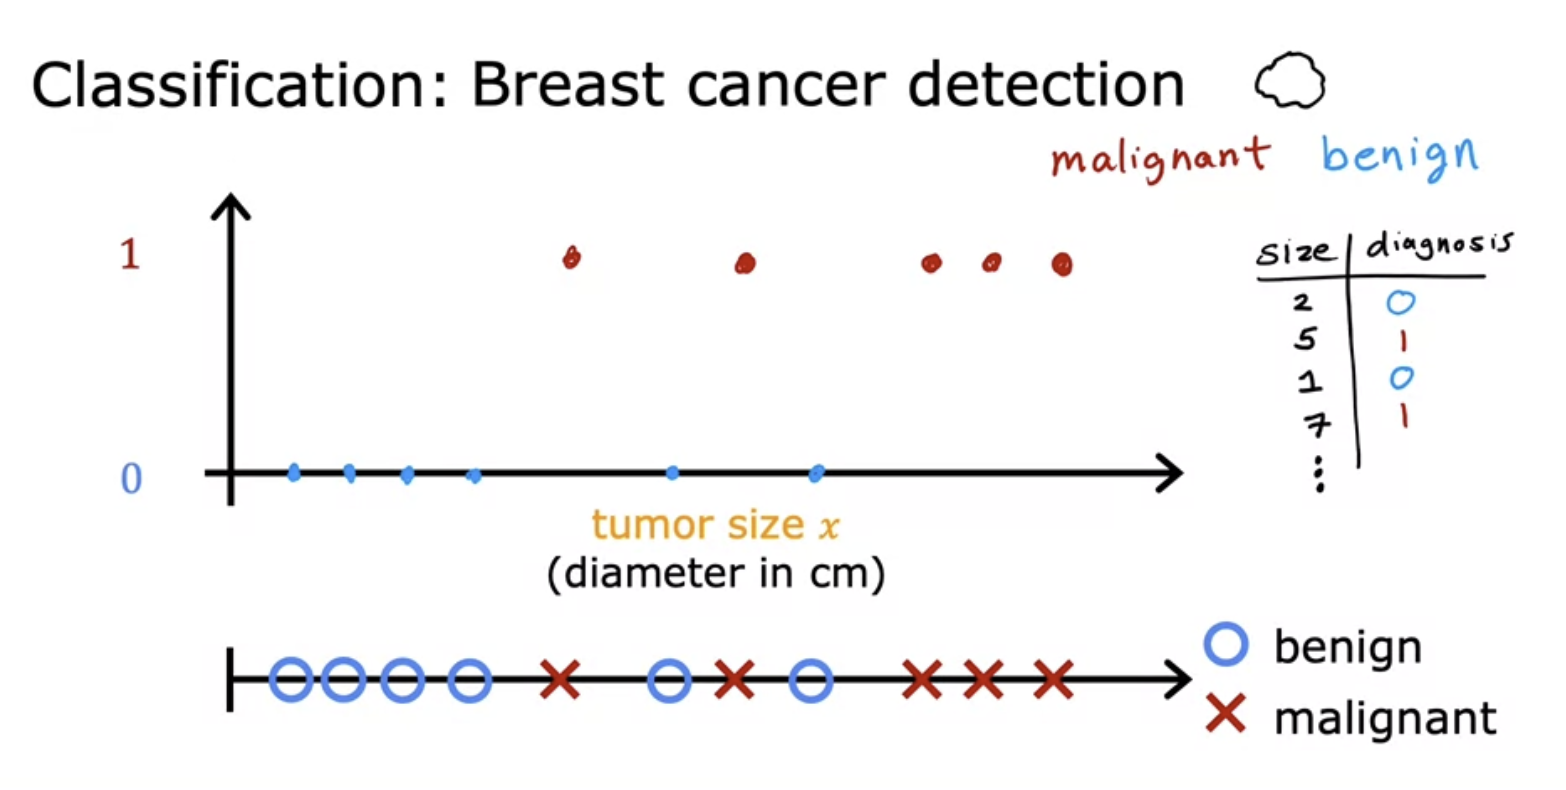 Classification: Breast cancer detection
malignant benign
size diagnosis
2 0
5 1
1 0
7 1
1
0
tumor size x
(diameter in cm)
benign
malignant